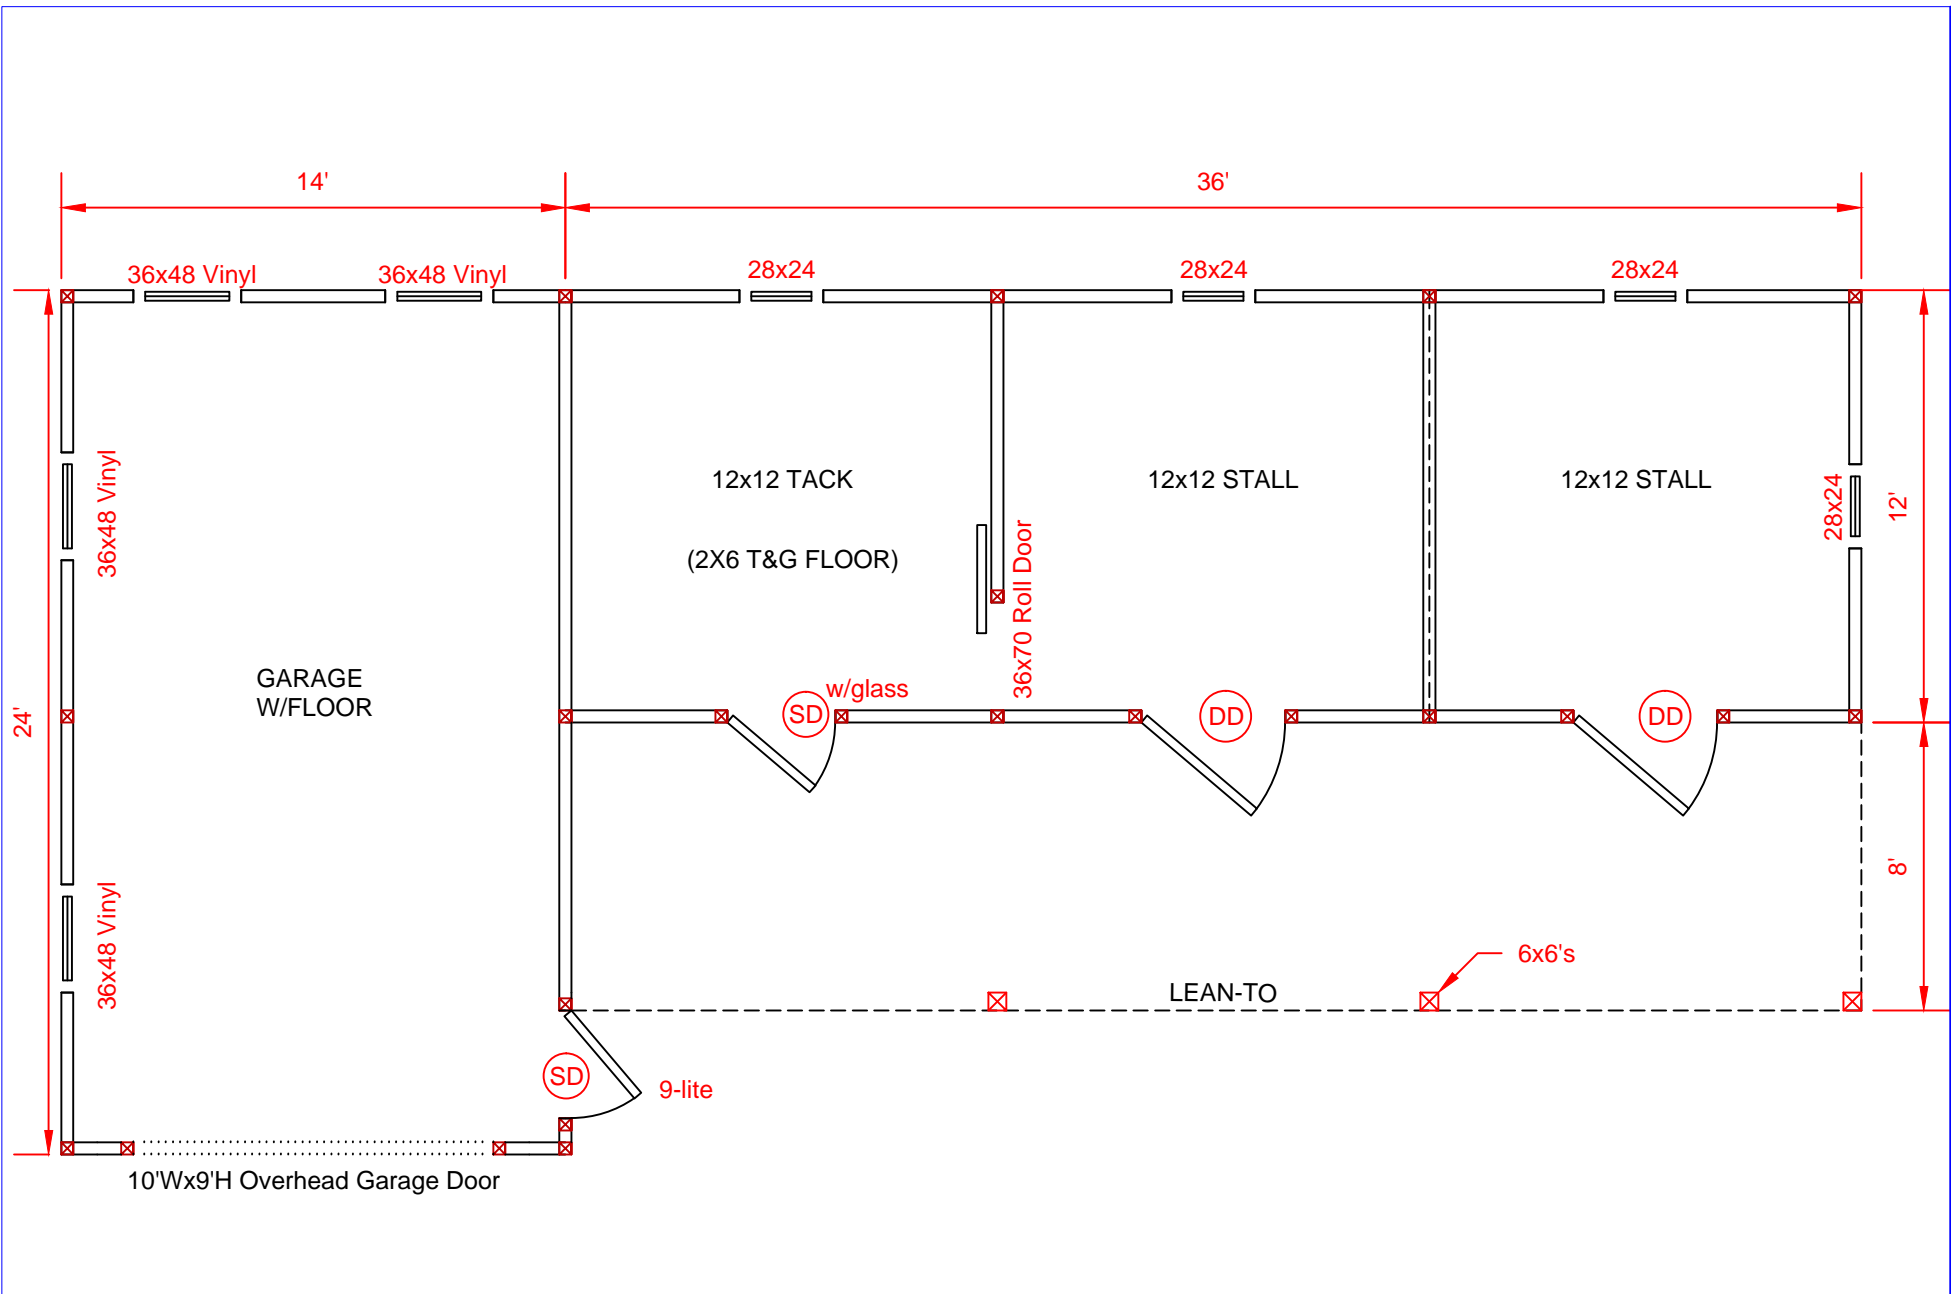 14'
36'
36x48 Vinyl
36x48 Vinyl
28x24
28x24
28x24
36x48 Vinyl
12x12 TACK
(2X6 T&G FLOOR)
36x70 Roll Door
12x12 STALL
12x12 STALL
28x24
12'
24'
GARAGE
W/FLOOR
SD
w/glass
DD
DD
8'
36x48 Vinyl
6x6's
LEAN-TO
SD
9-lite
10'Wx9'H Overhead Garage Door